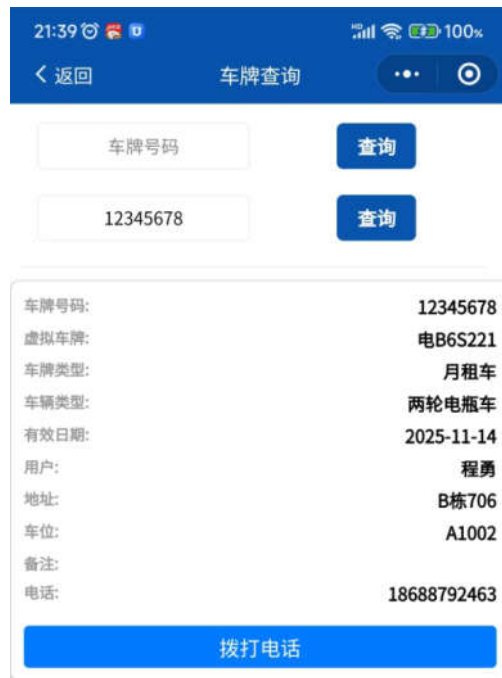 21:39 HD 100%
返回 车牌查询
车牌号码 查询
12345678 查询
车牌号码: 12345678
虚拟车牌: 电B6S221
车牌类型: 月租车
车辆类型: 两轮电瓶车
有效日期: 2025-11-14
用户: 程勇
地址: B栋706
车位: A1002
备注:
电话: 18688792463
拨打电话